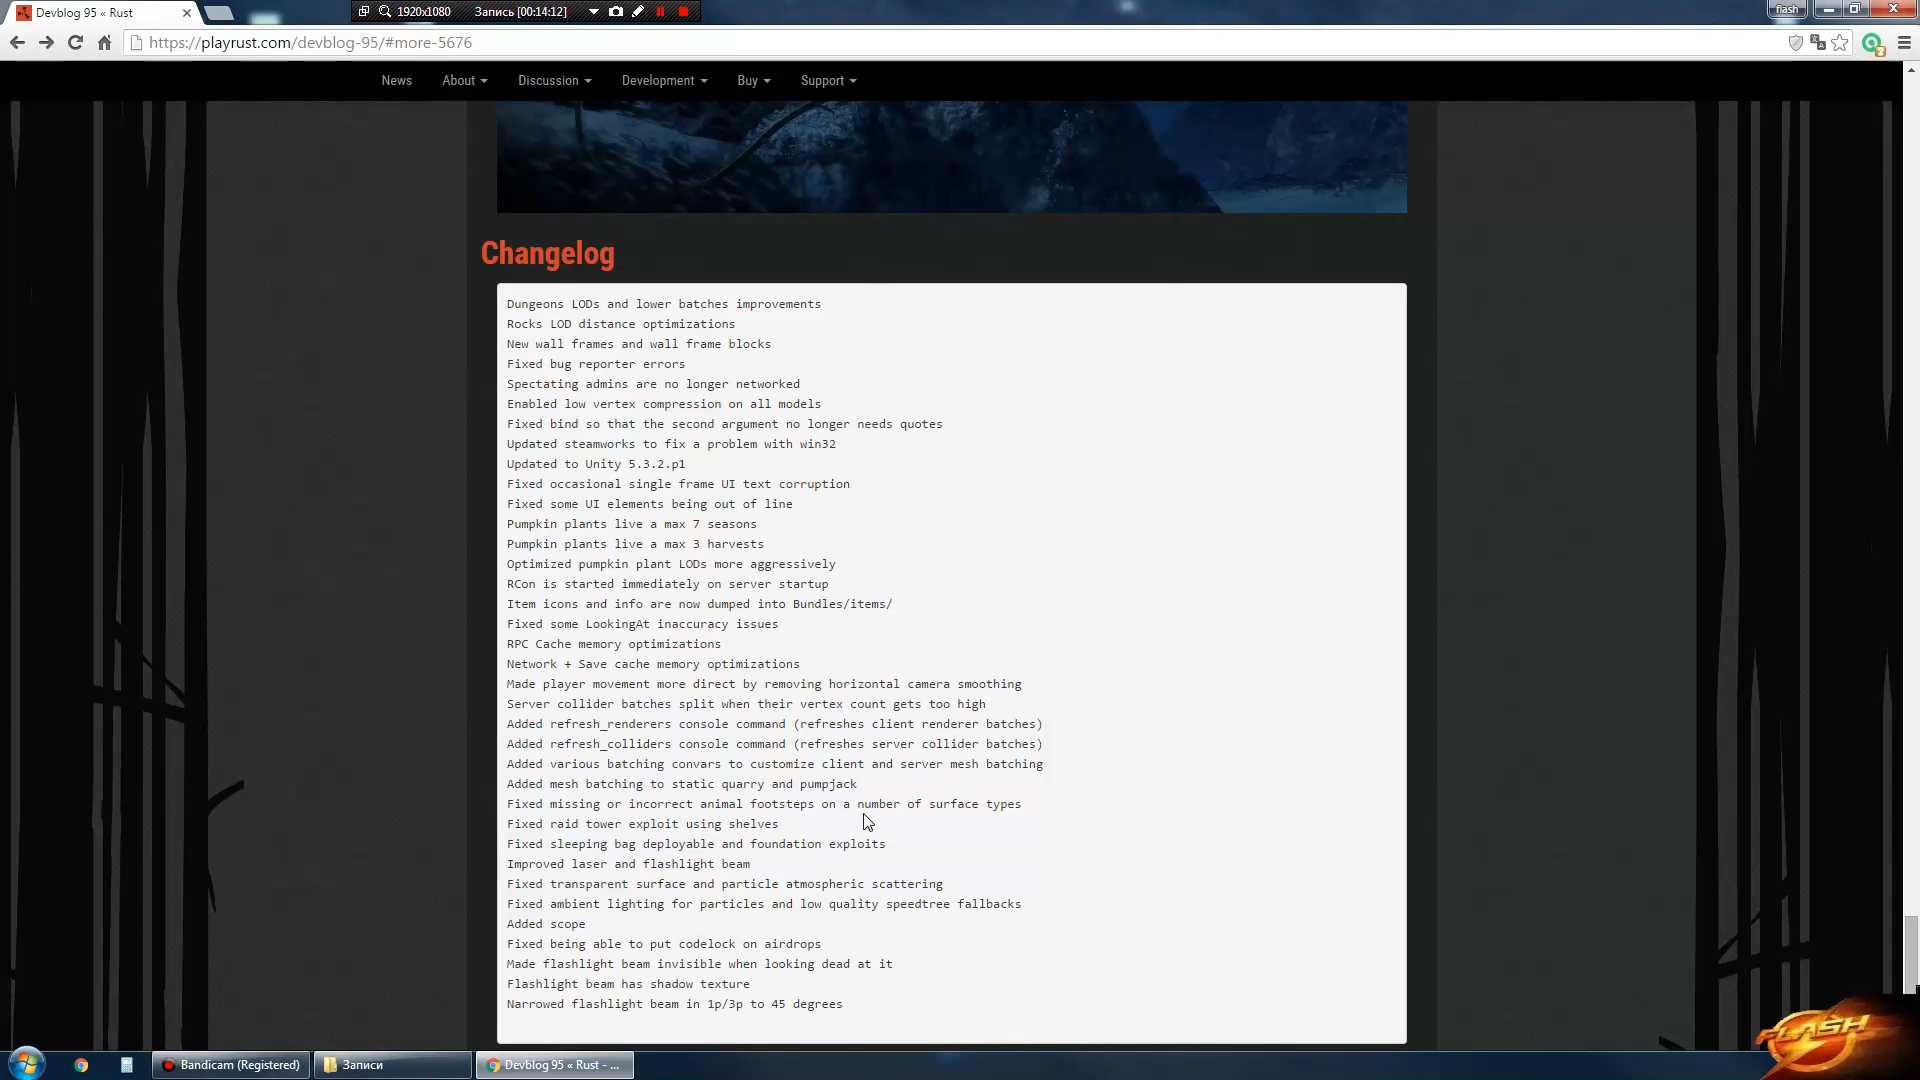 Devblog 95 « Rust
1920x1080
Запись [00:14:12]
flash
https://playrust.com/devblog-95/#more-5676
2
News
About
Discussion
Development
Buy
Support
Changelog
Dungeons LODs and lower batches improvements
Rocks LOD distance optimizations
New wall frames and wall frame blocks
Fixed bug reporter errors
Spectating admins are no longer networked
Enabled low vertex compression on all models
Fixed bind so that the second argument no longer needs quotes
Updated steamworks to fix a problem with win32
Updated to Unity 5.3.2.p1
Fixed occasional single frame UI text corruption
Fixed some UI elements being out of line
Pumpkin plants live a max 7 seasons
Pumpkin plants live a max 3 harvests
Optimized pumpkin plant LODs more aggressively
RCon is started immediately on server startup
Item icons and info are now dumped into Bundles/items/
Fixed some LookingAt inaccuracy issues
RPC Cache memory optimizations
Network + Save cache memory optimizations
Made player movement more direct by removing horizontal camera smoothing
Server collider batches split when their vertex count gets too high
Added refresh_renderers console command (refreshes client renderer batches)
Added refresh_colliders console command (refreshes server collider batches)
Added various batching convars to customize client and server mesh batching
Added mesh batching to static quarry and pumpjack
Fixed missing or incorrect animal footsteps on a number of surface types
Fixed raid tower exploit using shelves
Fixed sleeping bag deployable and foundation exploits
Improved laser and flashlight beam
Fixed transparent surface and particle atmospheric scattering
Fixed ambient lighting for particles and low quality speedtree fallbacks
Added scope
Fixed being able to put codelock on airdrops
Made flashlight beam invisible when looking dead at it
Flashlight beam has shadow texture
Narrowed flashlight beam in 1p/3p to 45 degrees
FLASH
Bandicam (Registered)
Записи
Devblog 95 « Rust - ...